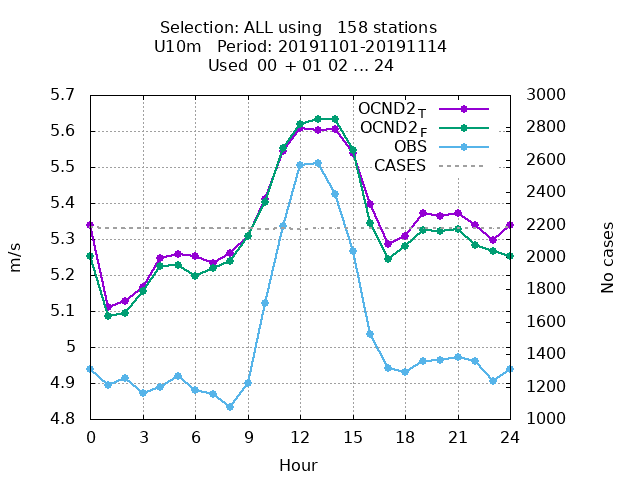 Selection: ALL using   158 stations
U10m   Period: 20191101-20191114
Used  00 + 01 02 ... 24
5.7
5.6
5.5
5.4
5.3
5.2
5.1
5
4.9
4.8
m/s
OCND2T
OCND2F
OBS
CASES
3000
2800
2600
2400
2200
2000
1800
1600
1400
1200
1000
No cases
0 3 6 9 12 15 18 21 24
Hour